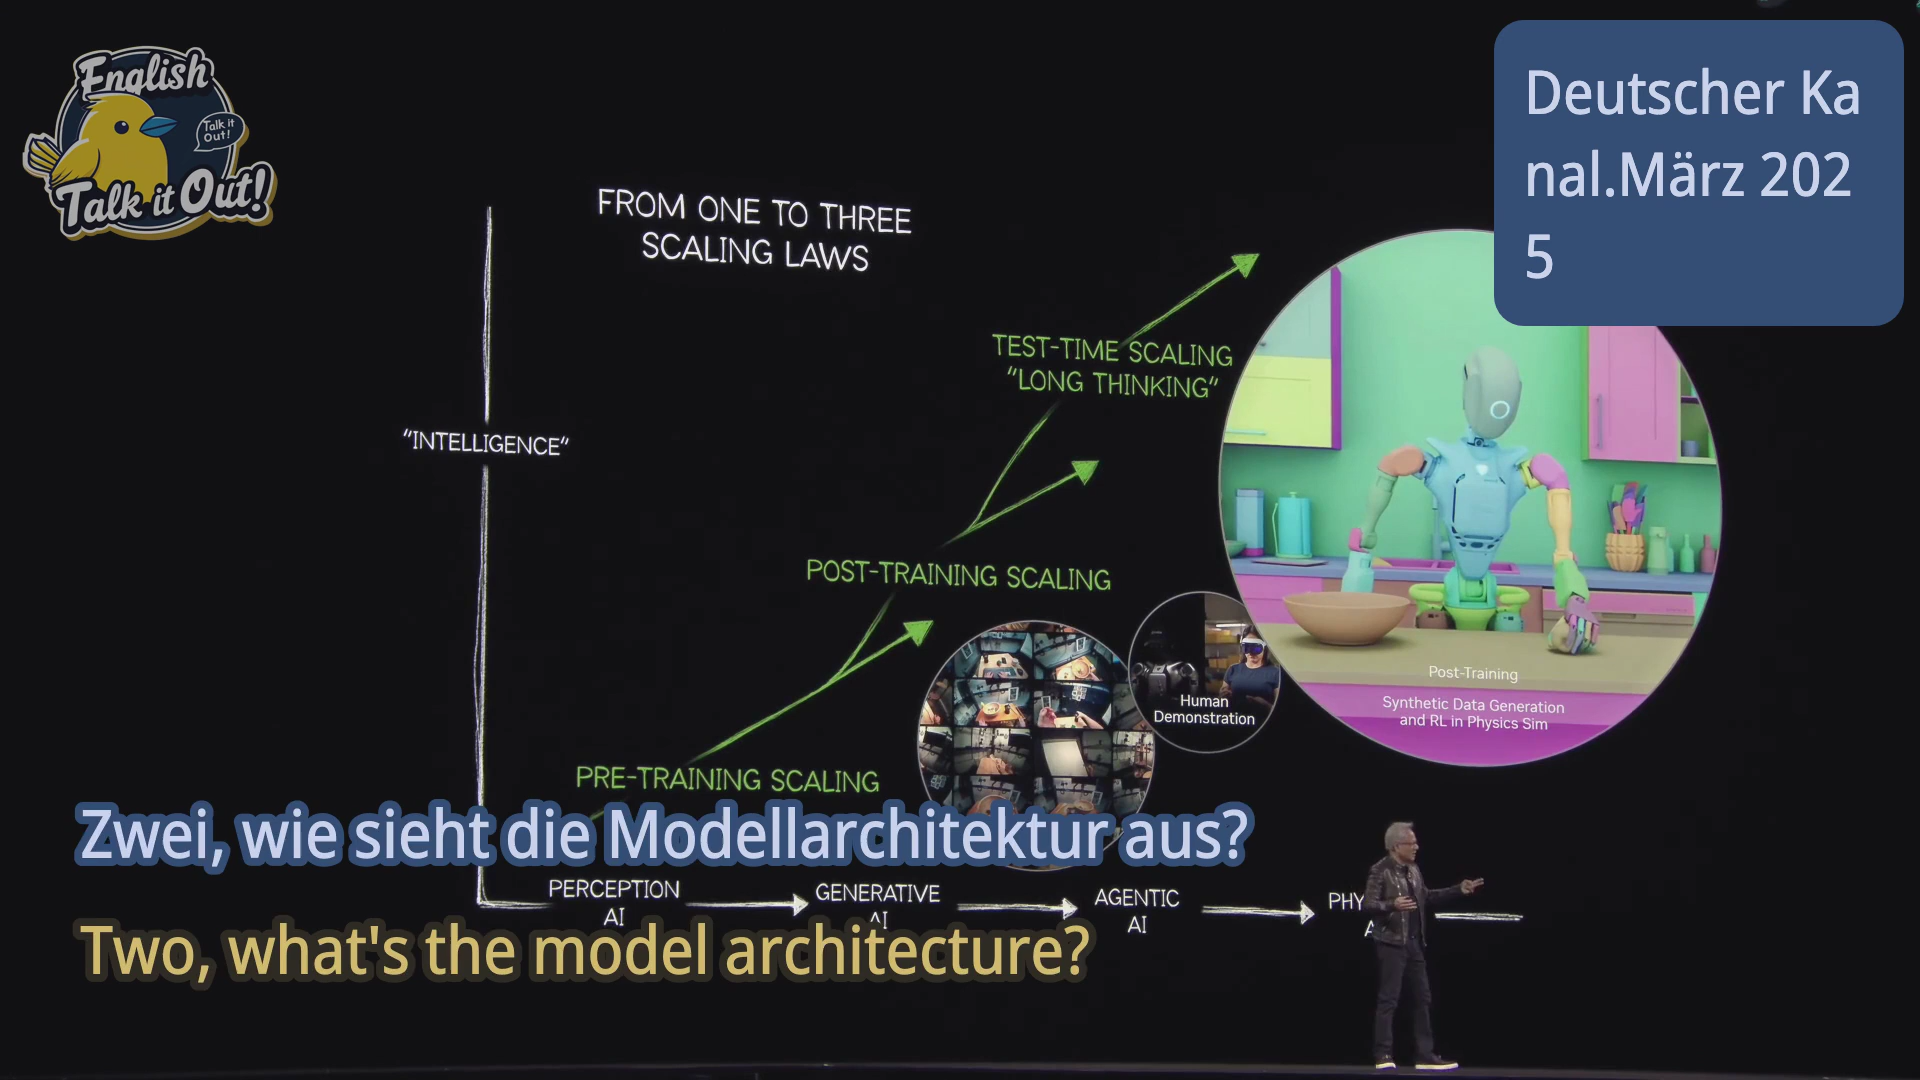 English
Talk it
Out!
Talk it Out!
Deutscher Ka
nal.März 202
5
FROM ONE TO THREE
SCALING LAWS
TEST-TIME SCALING
"LONG THINKING"
"INTELLIGENCE"
POST-TRAINING SCALING
Post-Training
Synthetic Data Generation
and RL in Physics Sim
Human
Demonstration
PRE-TRAINING SCALING
Zwei, wie sieht die Modellarchitektur aus?
PERCEPTION
AI
GENERATIVE
AI
AGENTIC
AI
PHY
A
Two, what's the model architecture?